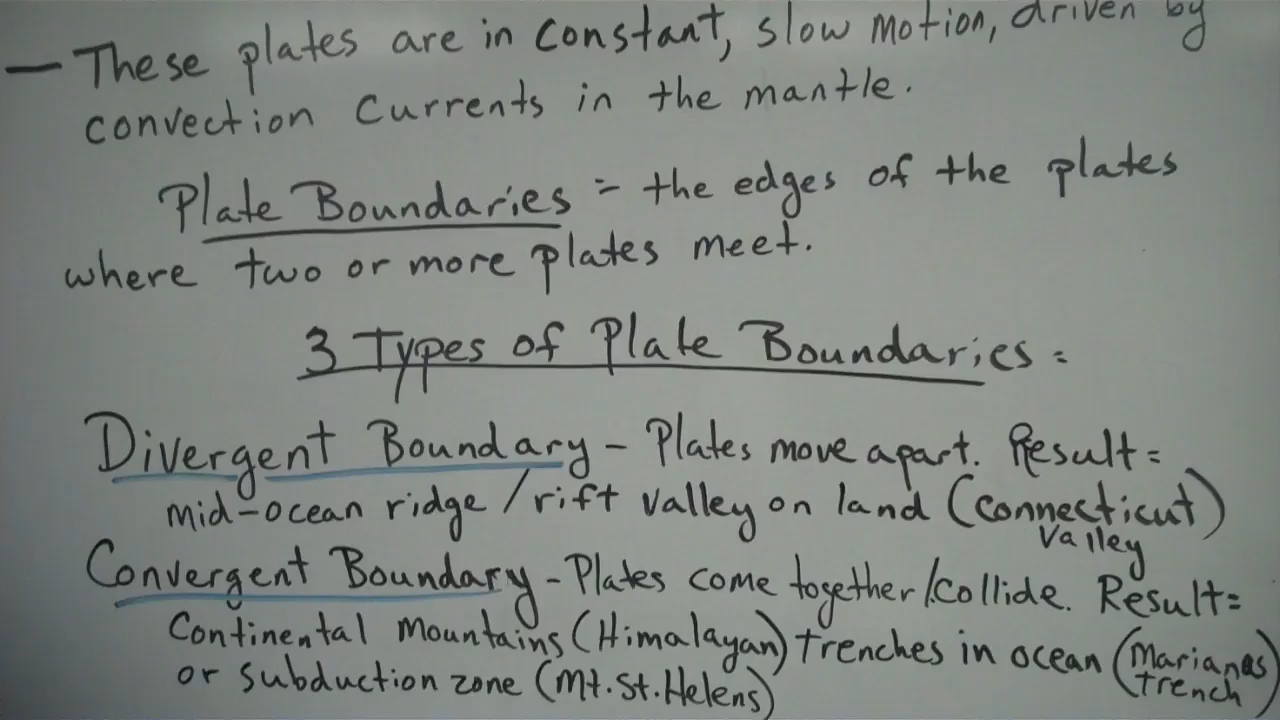 — These plates are in constant, slow motion, driven by
convection currents in the mantle.
Plate Boundaries = the edges of the plates
where two or more plates meet.
3 Types of Plate Boundaries =
Divergent Boundary - Plates move apart. Result =
mid-ocean ridge / rift valley on land (Connecticut)
Valley
Convergent Boundary - Plates come together/collide. Result =
Continental mountains (Himalayan) trenches in ocean (Marianas
trench)
or subduction zone (Mt. St. Helens)